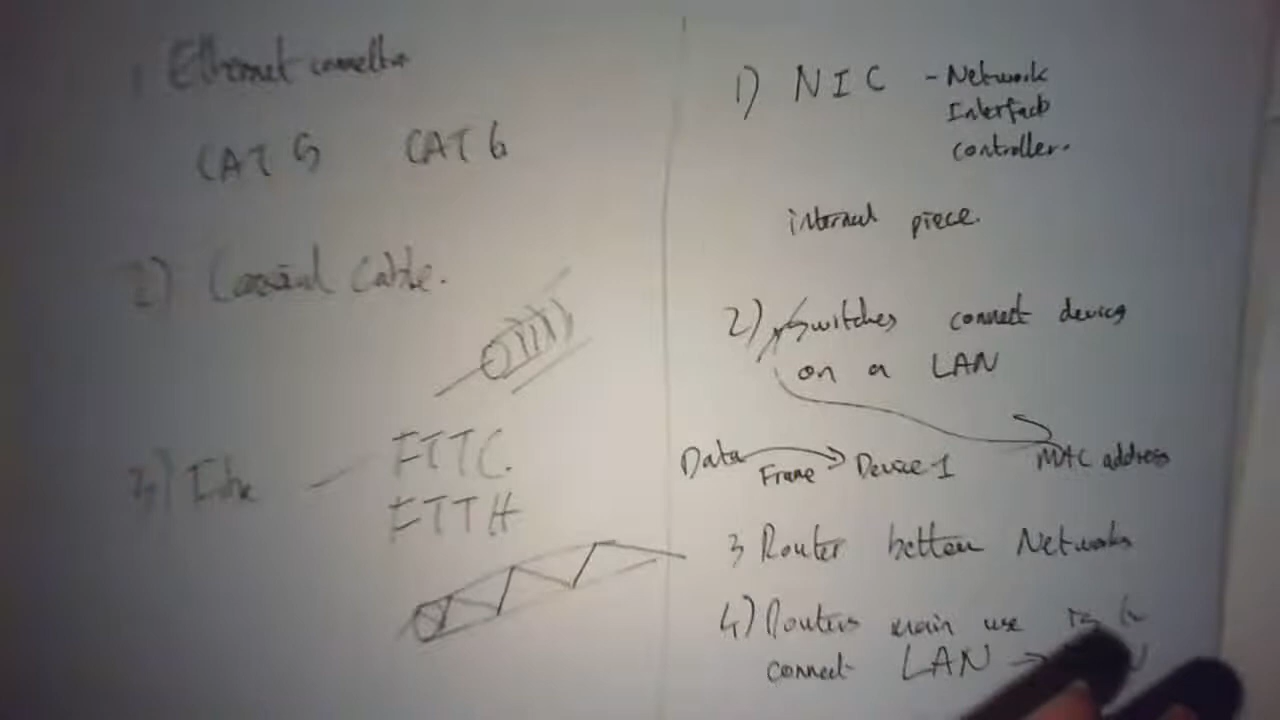 1 Ethernet connector
CAT 5 CAT 6
2) Coaxial Cable.
3) Fibre
FTTC.
FTTH
1) NIC - Network
Interface
controller.
internal piece.
2) Switches connect devices
on a LAN
Data Frame Device 1 MAC address
3 Router between Networks
4) Routers main use is to
connect LAN →